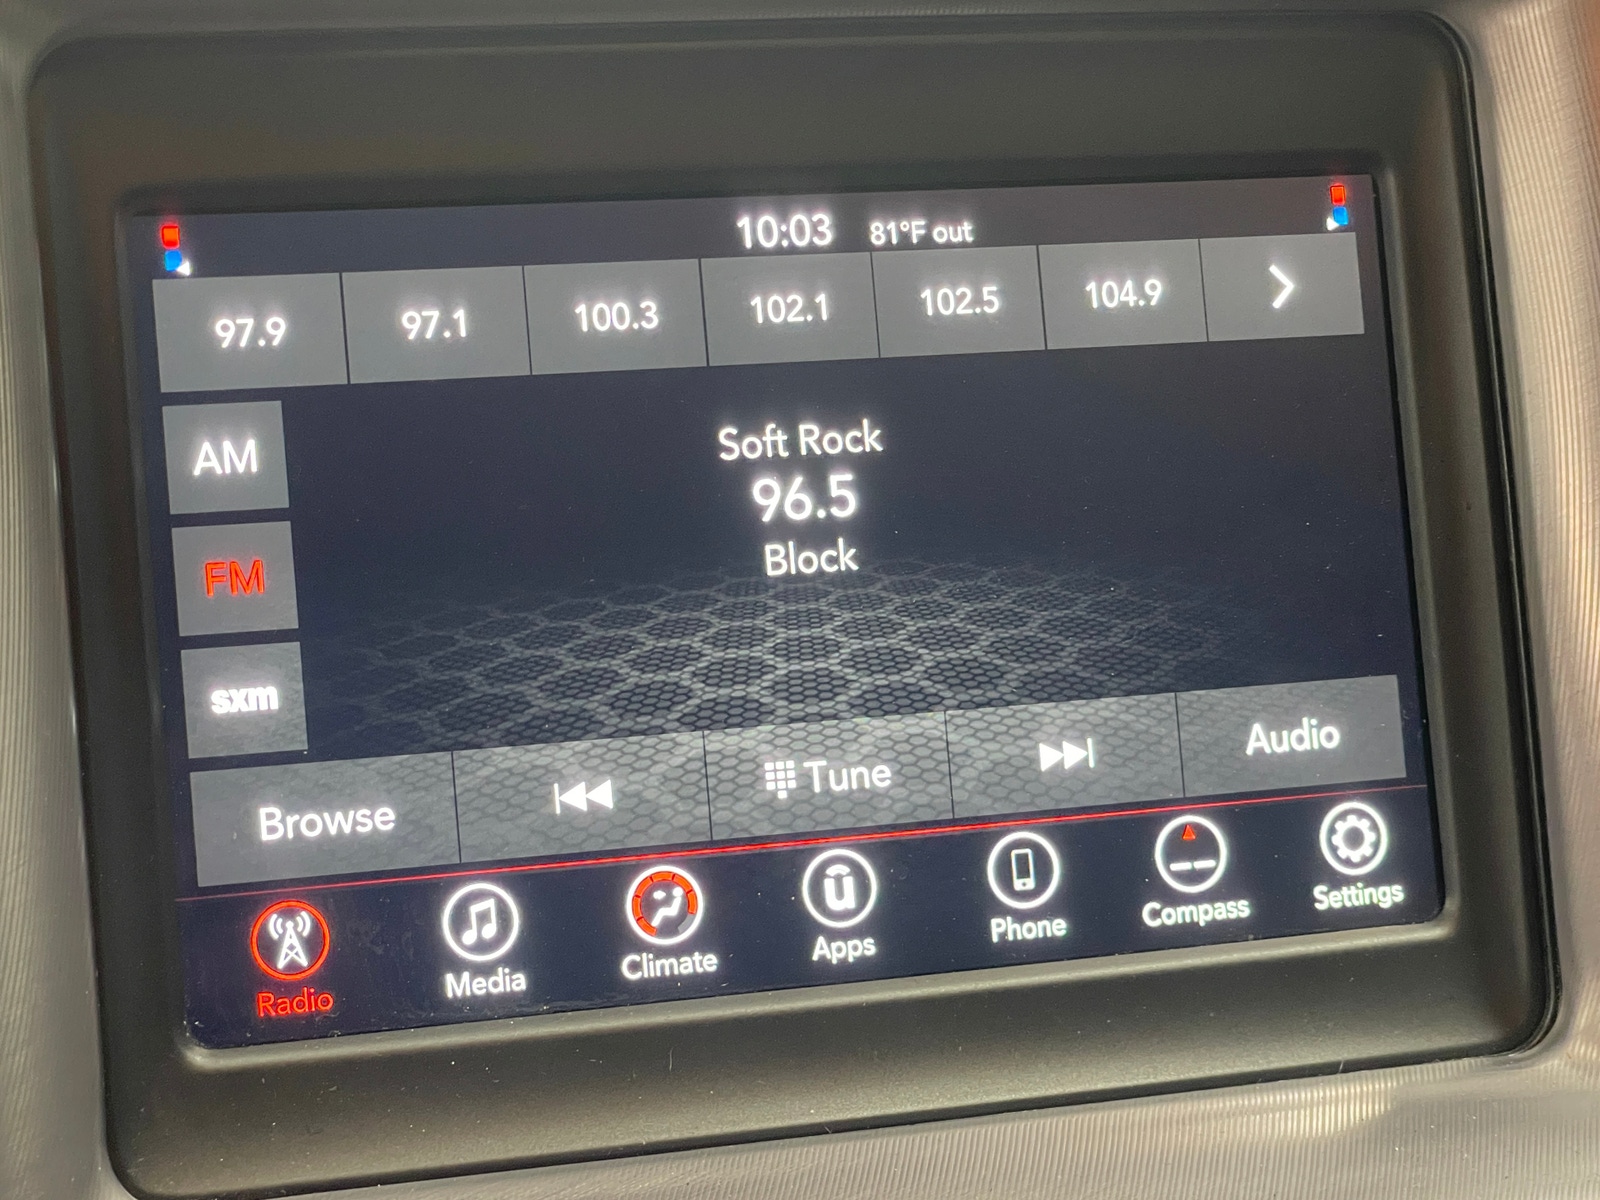 10:03 81°F out
97.9 97.1 100.3 102.1 102.5 104.9
AM
Soft Rock
96.5
Block
FM
sxm
Browse Tune Audio
Radio Media Climate Apps Phone Compass Settings